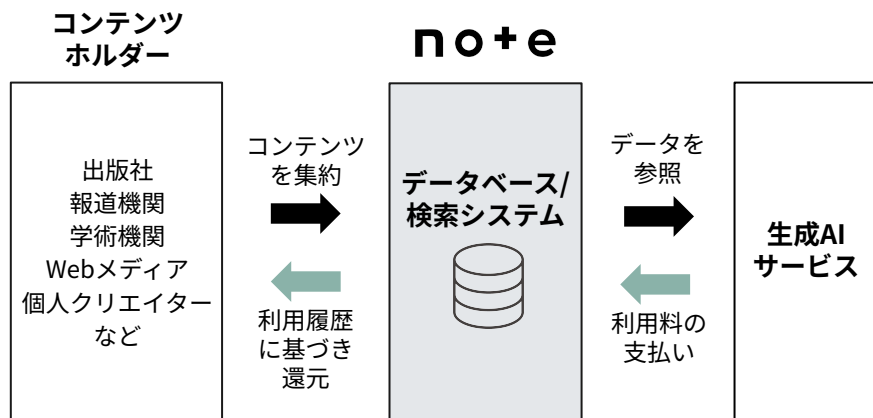 コンテンツ
ホルダー
note
出版社
報道機関
学術機関
Webメディア
個人クリエイター
など
コンテンツ
を集約
利用履歴
に基づき
還元
データベース/
検索システム
データを
参照
利用料の
支払い
生成AI
サービス